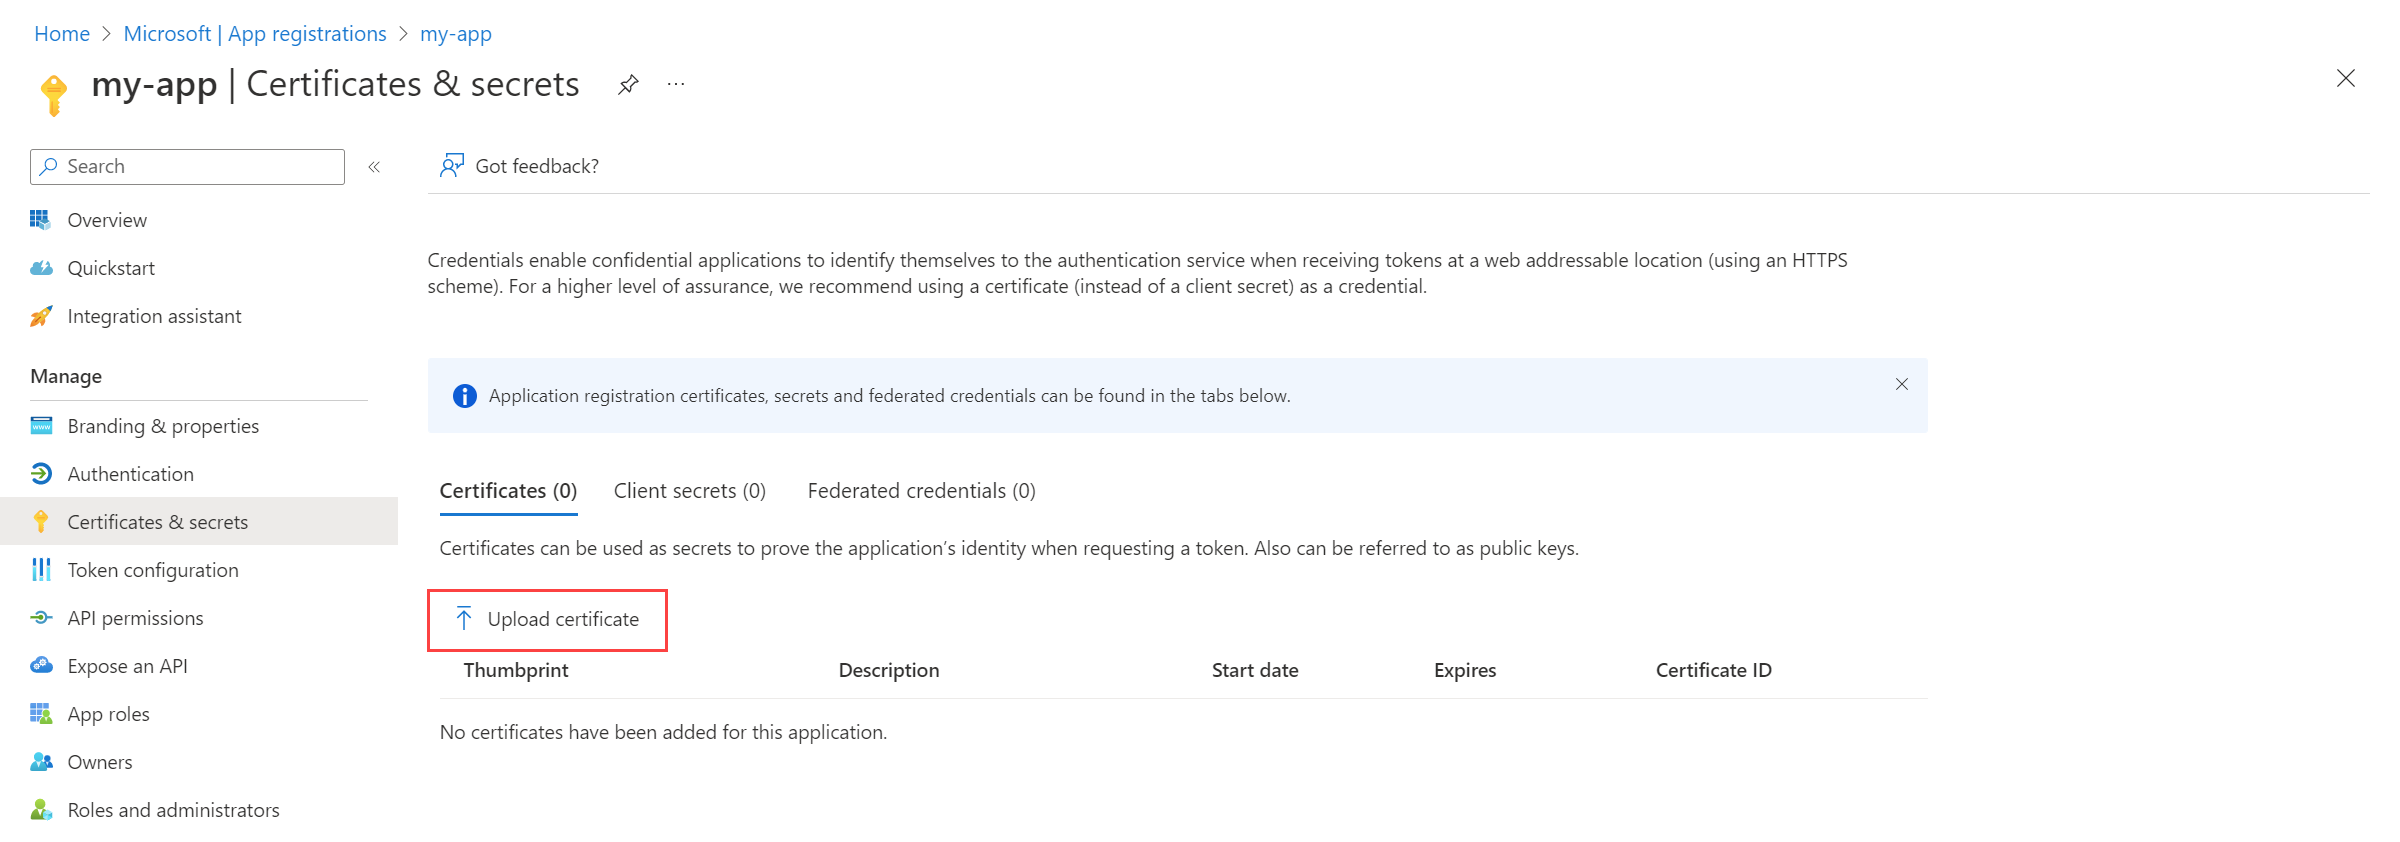 Home > Microsoft | App registrations > my-app
my-app | Certificates & secrets ...
Search «
Overview
Quickstart
Integration assistant
Manage
Branding & properties
Authentication
Certificates & secrets
Token configuration
API permissions
Expose an API
App roles
Owners
Roles and administrators
Got feedback?
Credentials enable confidential applications to identify themselves to the authentication service when receiving tokens at a web addressable location (using an HTTPS
scheme). For a higher level of assurance, we recommend using a certificate (instead of a client secret) as a credential.
Application registration certificates, secrets and federated credentials can be found in the tabs below.
Certificates (0) Client secrets (0) Federated credentials (0)
Certificates can be used as secrets to prove the application’s identity when requesting a token. Also can be referred to as public keys.
Upload certificate
Thumbprint Description Start date Expires Certificate ID
No certificates have been added for this application.